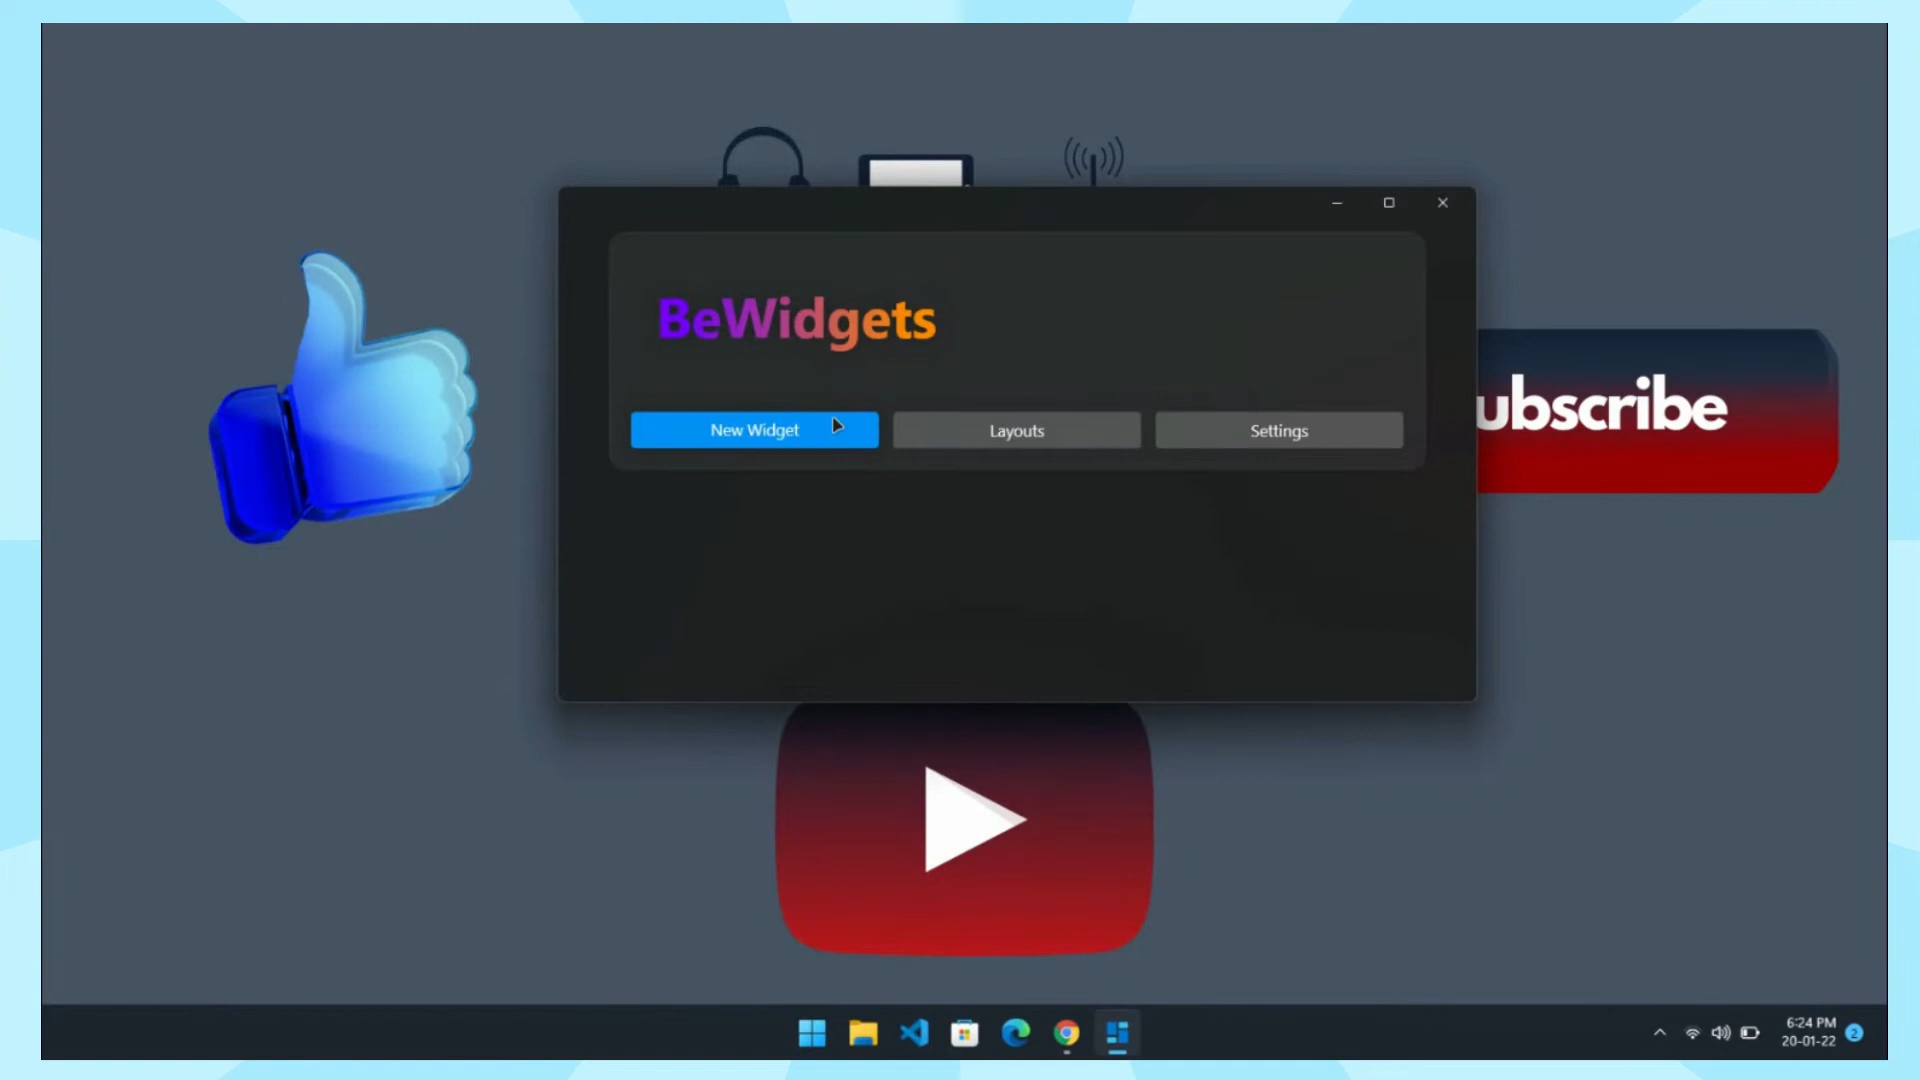 BeWidgets
New Widget
Layouts
Settings
ubscribe
6:24 PM
20-01-22
2